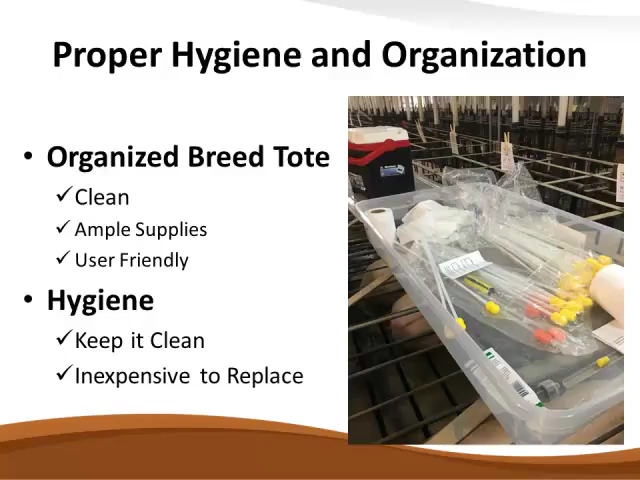 Proper Hygiene and Organization
• Organized Breed Tote
✓Clean
✓Ample Supplies
✓User Friendly
• Hygiene
✓Keep it Clean
✓Inexpensive to Replace